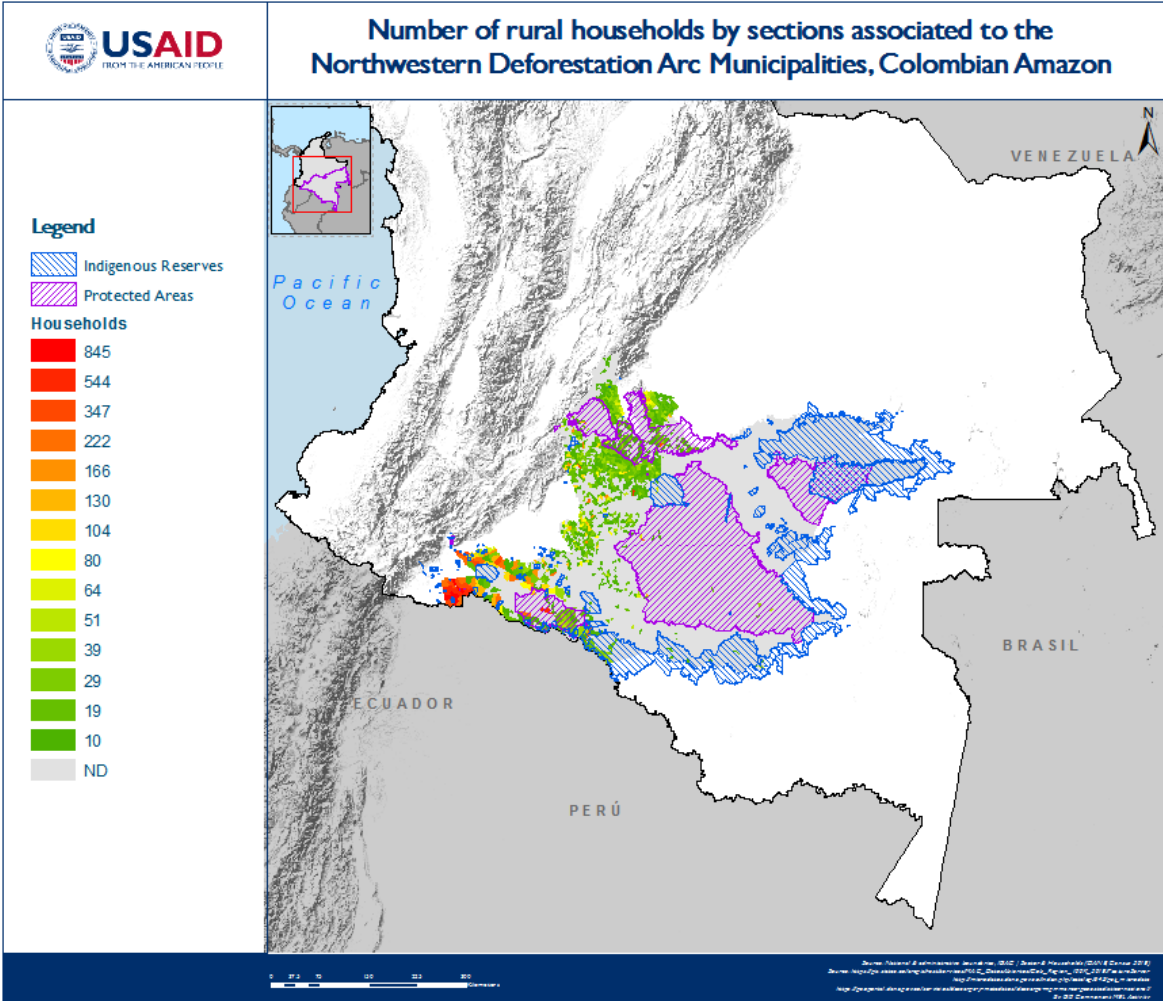 USAID
FROM THE AMERICAN PEOPLE
Number of rural households by sections associated to the
Northwestern Deforestation Arc Municipalities, Colombian Amazon
N
VENEZUELA
Legend
Indigenous Reserves
Protected Areas
Pacific
Ocean
Households
845
544
347
222
166
130
104
80
64
51
39
29
19
10
ND
BRASIL
ECUADOR
PERÚ
0
Kilometers